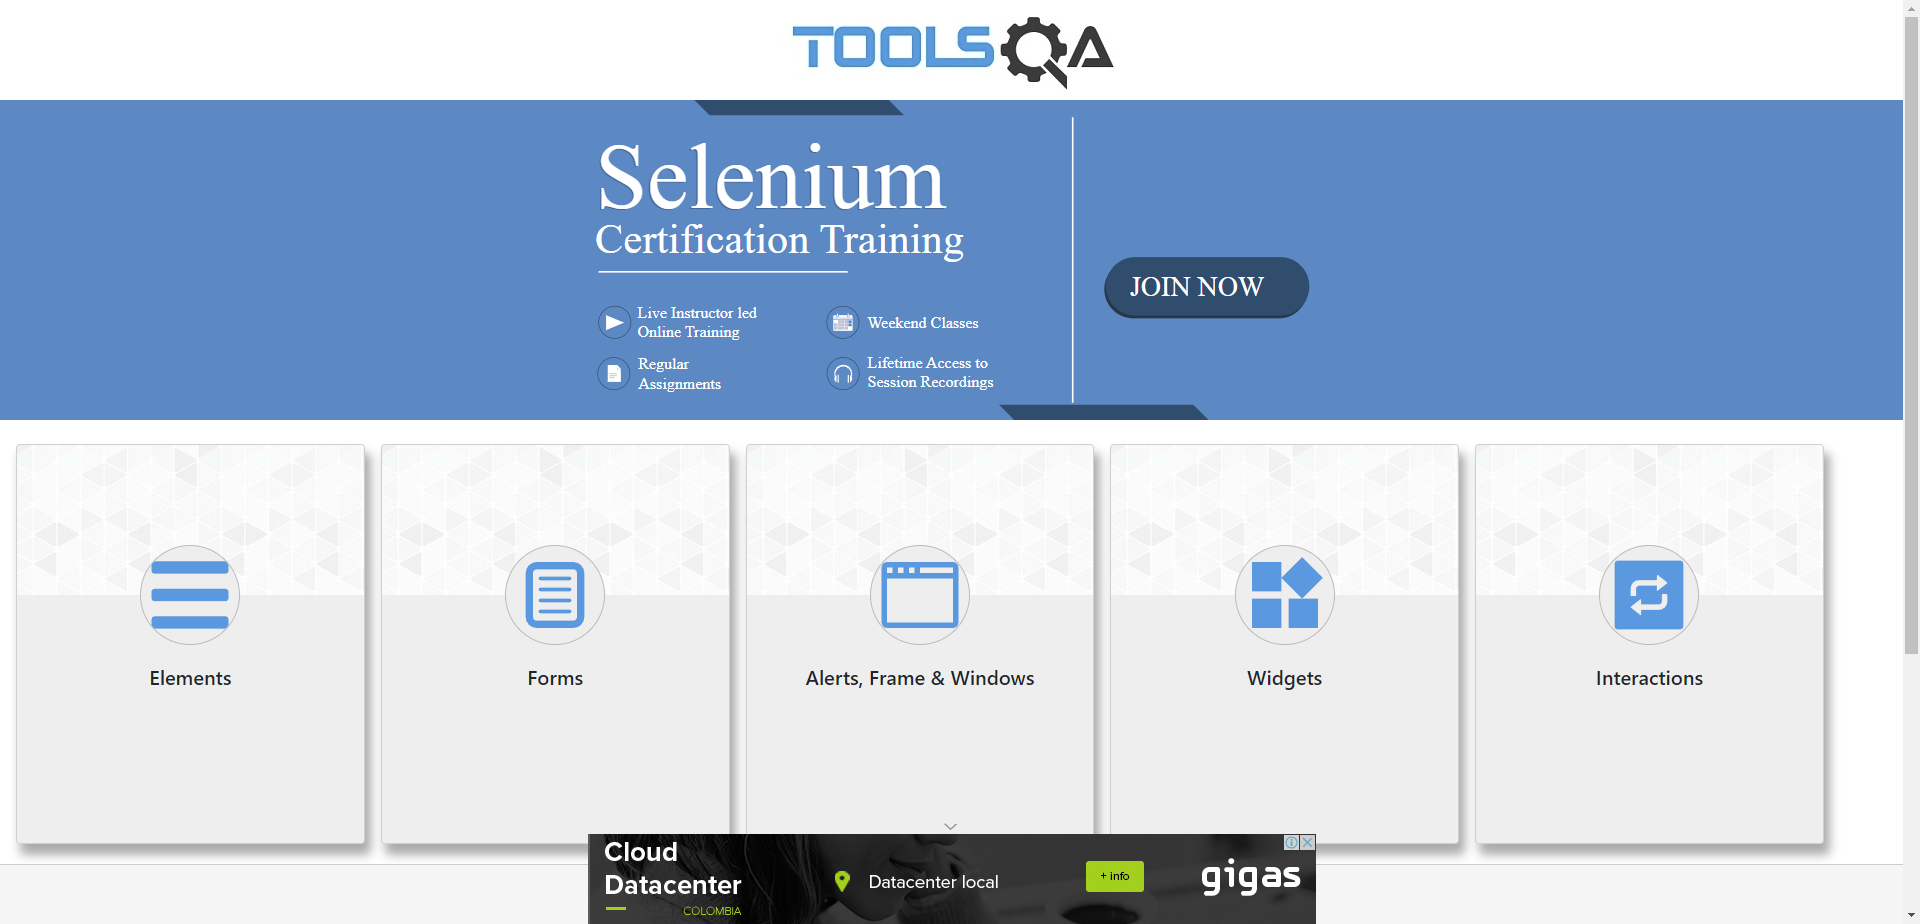 TOOLSQA
Selenium
Certification Training
Live Instructor led
Online Training
Weekend Classes
Regular
Assignments
Lifetime Access to
Session Recordings
JOIN NOW
Elements
Forms
Alerts, Frame & Windows
Widgets
Interactions
Cloud
Datacenter
COLOMBIA
Datacenter local
+ info
gigas